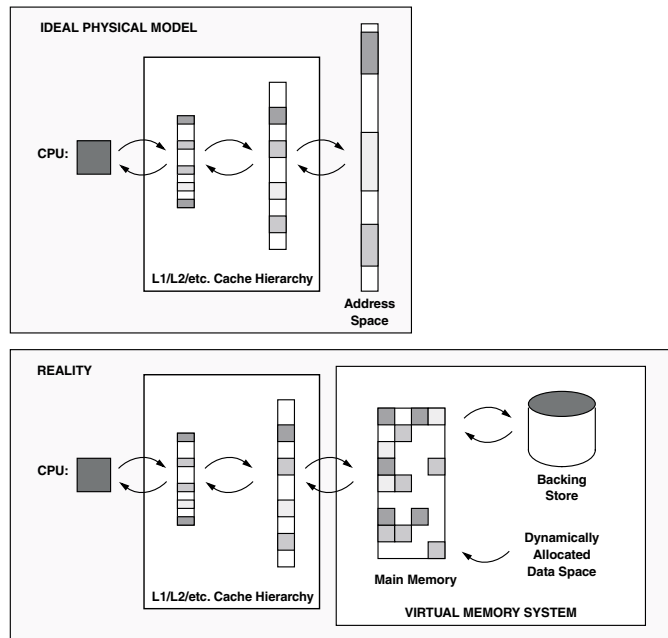 IDEAL PHYSICAL MODEL
CPU:
L1/L2/etc. Cache Hierarchy
Address
Space
REALITY
CPU:
L1/L2/etc. Cache Hierarchy
Main Memory
Backing
Store
Dynamically
Allocated
Data Space
VIRTUAL MEMORY SYSTEM